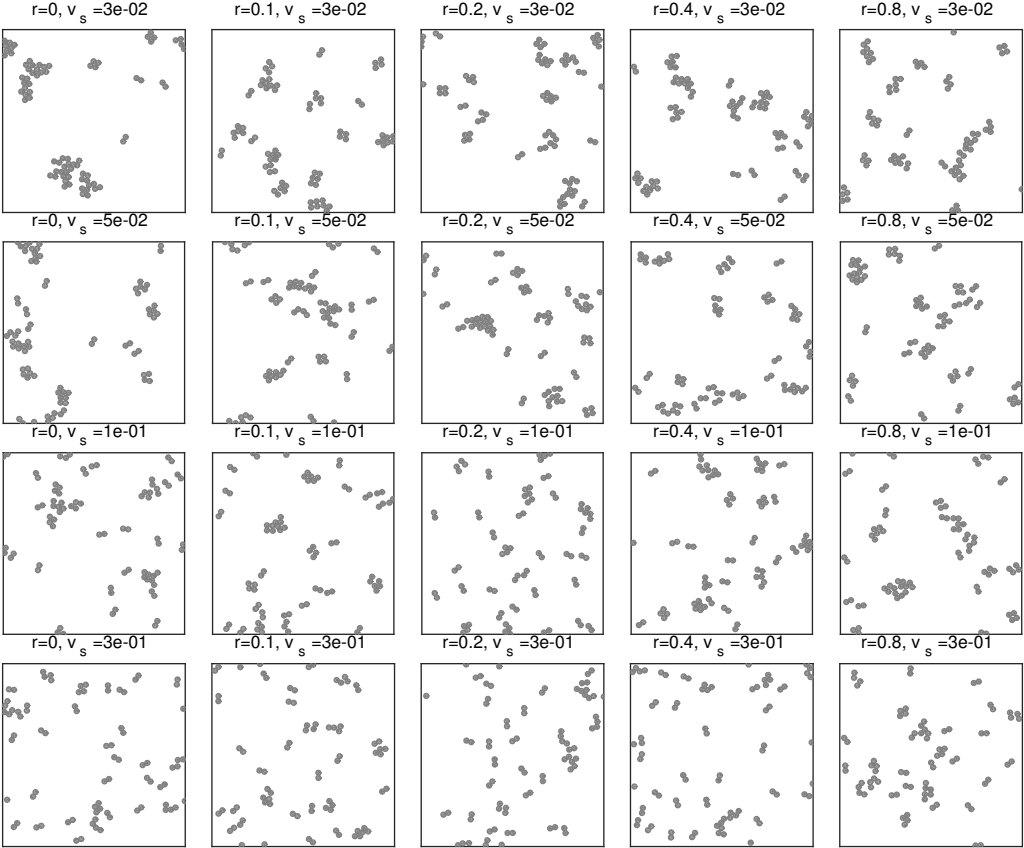 r=0, v s =3e-02 r=0.1, v s =3e-02 r=0.2, v s =3e-02 r=0.4, v s =3e-02 r=0.8, v s =3e-02
r=0, v s =5e-02 r=0.1, v s =5e-02 r=0.2, v s =5e-02 r=0.4, v s =5e-02 r=0.8, v s =5e-02
r=0, v s =1e-01 r=0.1, v s =1e-01 r=0.2, v s =1e-01 r=0.4, v s =1e-01 r=0.8, v s =1e-01
r=0, v s =3e-01 r=0.1, v s =3e-01 r=0.2, v s =3e-01 r=0.4, v s =3e-01 r=0.8, v s =3e-01